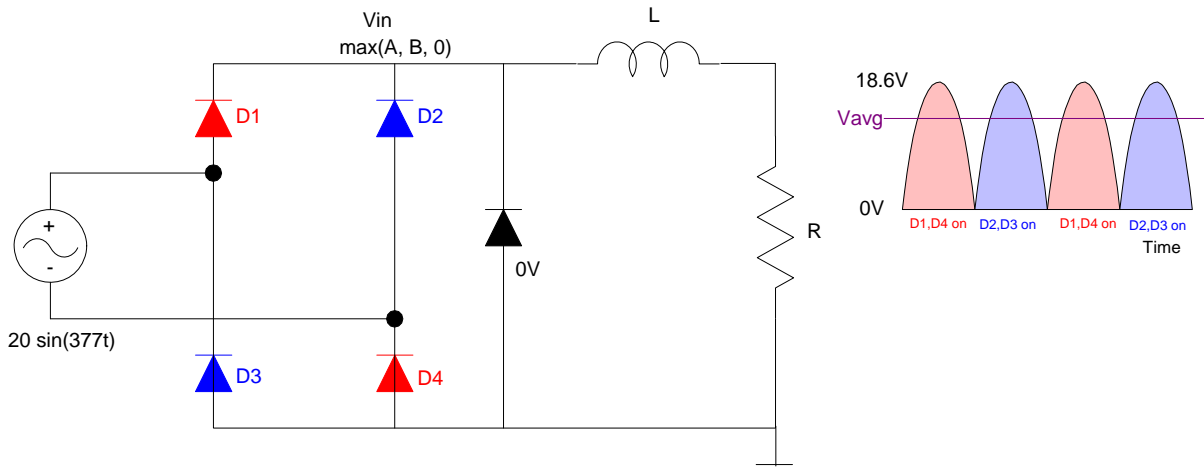 Vin
max(A, B, 0)
L
D1
D2
18.6V
Vavg
+
-
R
0V
0V
D1,D4 on
D2,D3 on
D1,D4 on
D2,D3 on
Time
20 sin(377t)
D3
D4